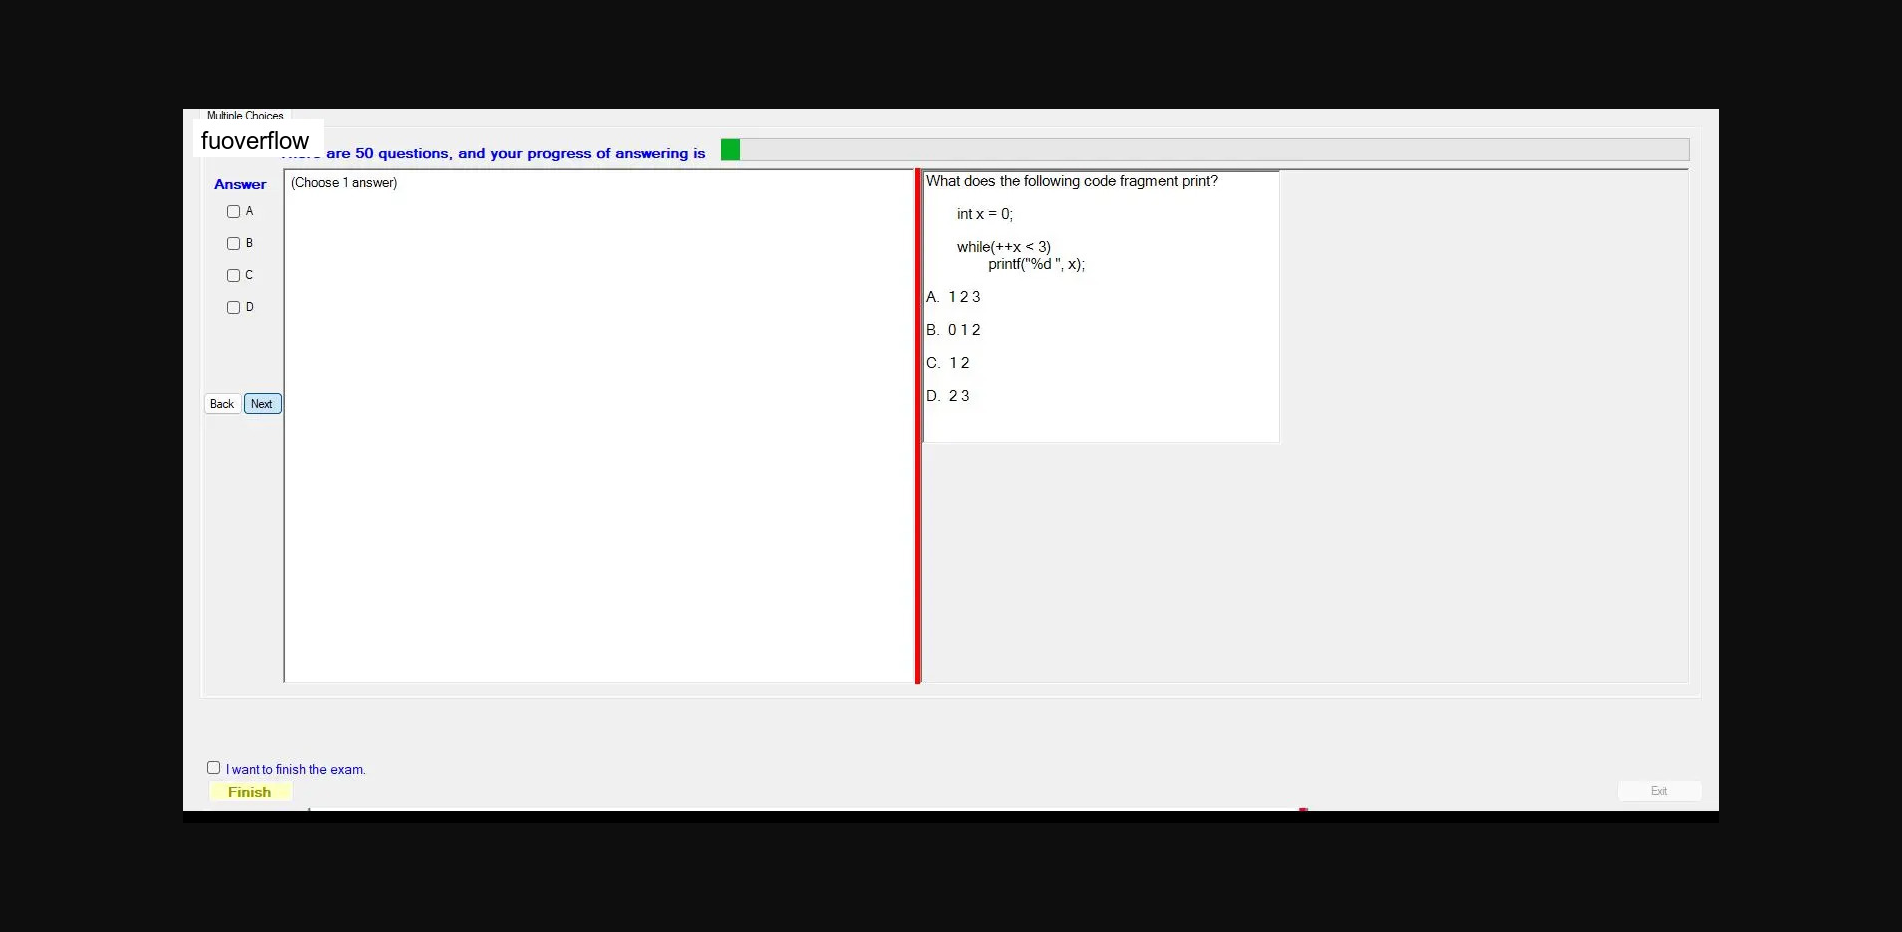 Multiple Choices
fuoverflow
are 50 questions, and your progress of answering is
Answer
(Choose 1 answer)
A
B
C
D
Back
Next
What does the following code fragment print?
int x = 0;
while(++x < 3)
printf("%d ", x);
A. 1 2 3
B. 0 1 2
C. 1 2
D. 2 3
I want to finish the exam.
Finish
Exit